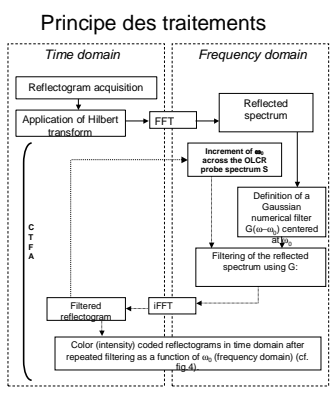 Principe des traitements
Time domain
Frequency domain
Reflectogram acquisition
Application of Hilbert
transform
FFT
Reflected
spectrum
Increment of ω0
across the OLCR
probe spectrum S
Definition of a
Gaussian
numerical filter
G(ω−ω0) centered
at ω0
Filtering of the reflected
spectrum using G:
C
T
F
A
Filtered
reflectogram
iFFT
Color (intensity) coded reflectograms in time domain after
repeated filtering as a function of ω0 (frequency domain) (cf.
fig.4).